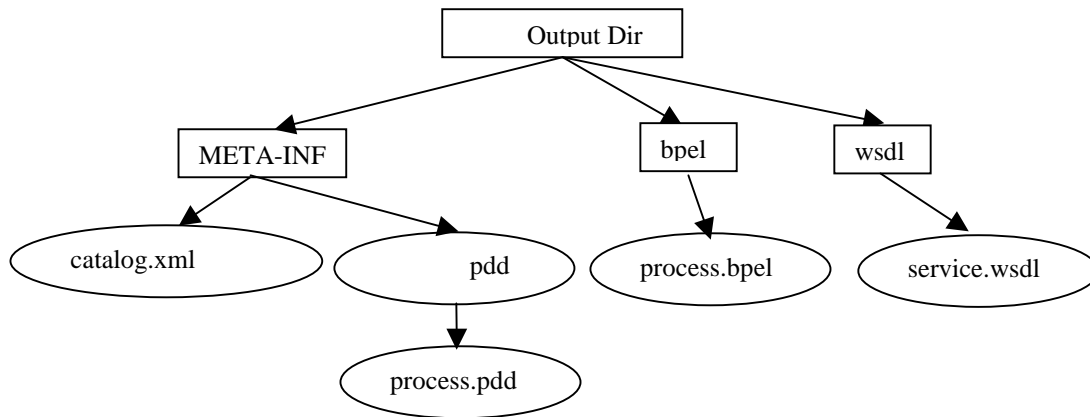 Output Dir
META-INF
bpel
wsdl
catalog.xml
pdd
process.bpel
service.wsdl
process.pdd